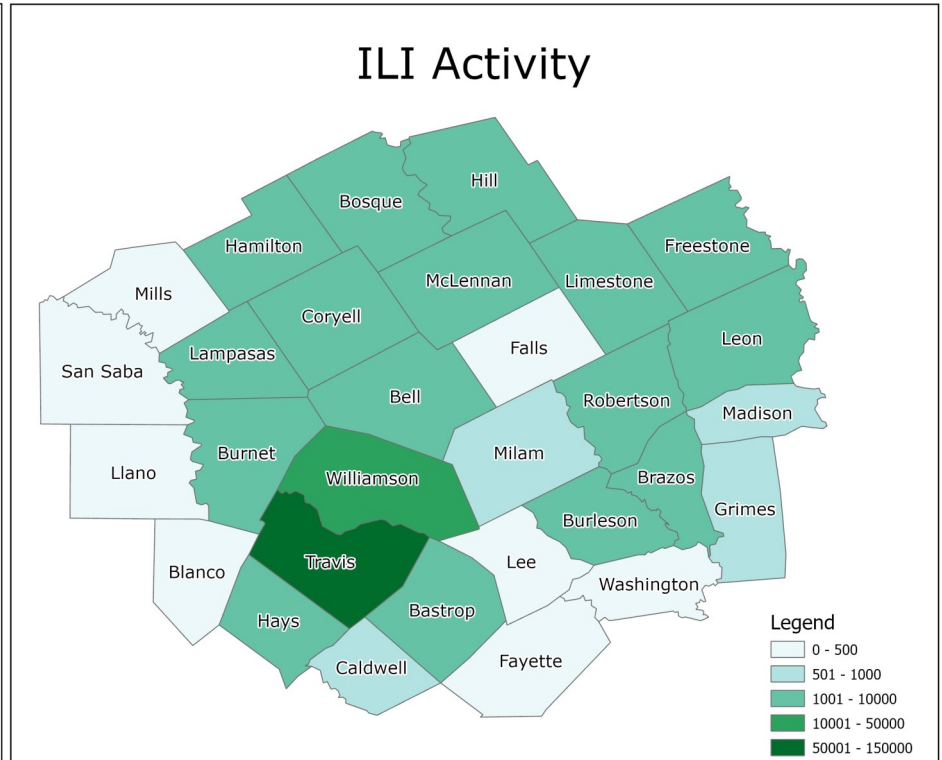 ILI Activity
Hill
Bosque
Hamilton
Freestone
McLennan
Limestone
Mills
Coryell
Leon
Falls
Lampasas
San Saba
Bell
Robertson
Madison
Burnet
Milam
Llano
Williamson
Brazos
Grimes
Burleson
Travis
Lee
Blanco
Washington
Bastrop
Hays
Fayette
Caldwell
Legend
0 - 500
501 - 1000
1001 - 10000
10001 - 50000
50001 - 150000